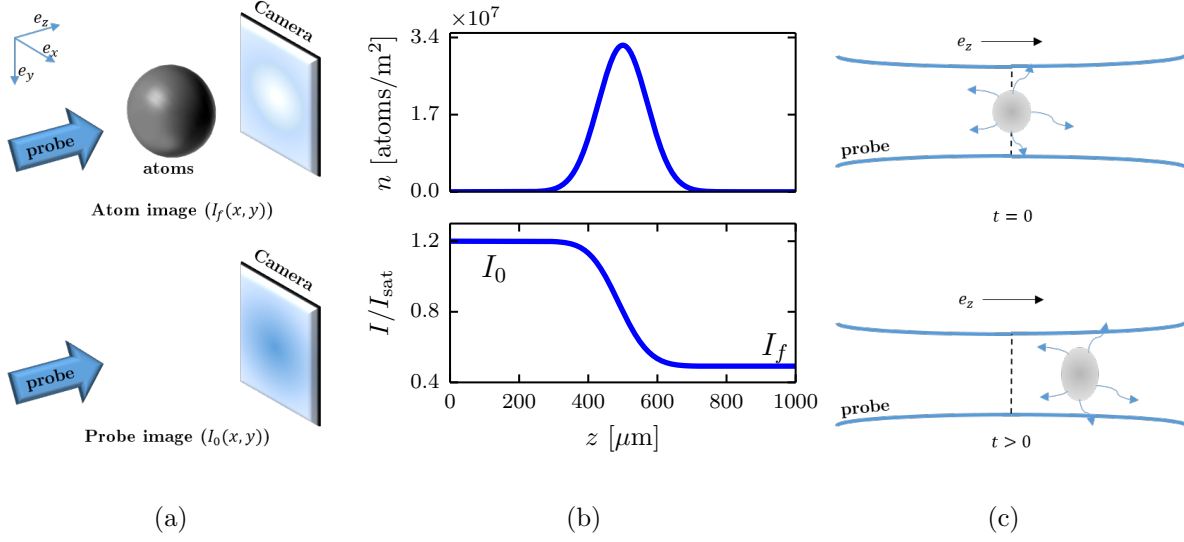 e_z
e_x
e_y
Camera
probe
atoms
Atom image (I_f(x, y))
Camera
probe
Probe image (I_0(x, y))
(a)
×10^7
n [atoms/m^2]
3.4
1.7
0.0
I/I_sat
1.2
0.8
0.4
I_0
I_f
0 200 400 600 800 1000
z [μm]
(b)
e_z
probe
t = 0
e_z
probe
t > 0
(c)